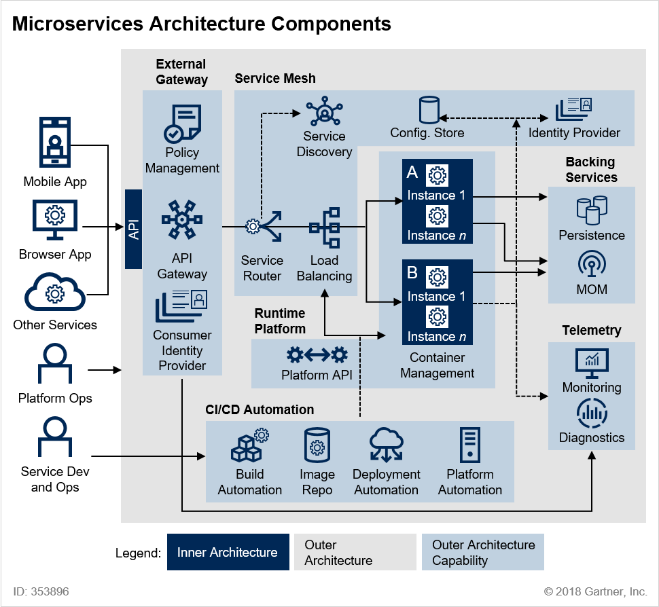 Microservices Architecture Components
External
Gateway
Service Mesh
Policy
Management
Service
Discovery
Config. Store
Identity Provider
Mobile App
Browser App
Other Services
API
API
Gateway
Consumer
Identity
Provider
Service
Router
Load
Balancing
A
Instance 1
Instance n
B
Instance 1
Instance n
Container
Management
Backing
Services
Persistence
MOM
Runtime
Platform
Platform API
Telemetry
Monitoring
Diagnostics
Platform Ops
Service Dev
and Ops
CI/CD Automation
Build
Automation
Image
Repo
Deployment
Automation
Platform
Automation
Legend:
Inner Architecture
Outer
Architecture
Outer Architecture
Capability
ID: 353896
© 2018 Gartner, Inc.